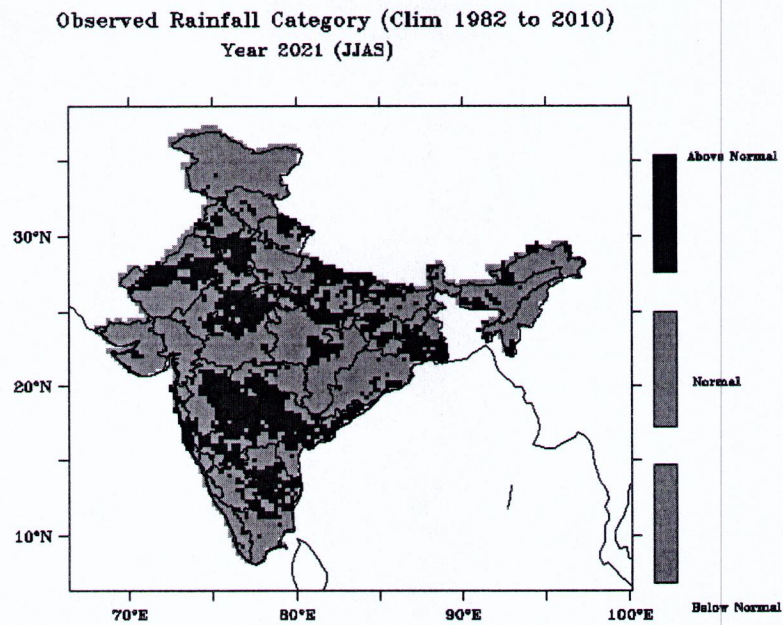 Observed Rainfall Category (Clim 1982 to 2010)
Year 2021 (JJAS)
Above Normal
30°N
Normal
20°N
10°N
70°E 80°E 90°E 100°E
Below Normal